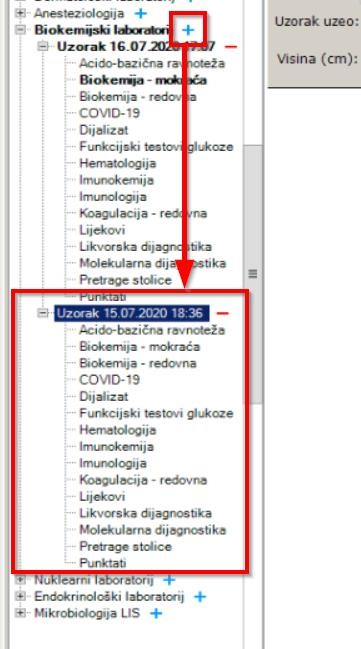 Anesteziologija +
Biokemijski laboratorij +
Uzorak 16.07.2020 17:07 −
Acido-bazična ravnoteža
Biokemija - mokraća
Biokemija - redovna
COVID-19
Dijalizat
Funkcijski testovi glukoze
Hematologija
Imunokemija
Imunologija
Koagulacija - redovna
Lijekovi
Likvorska dijagnostika
Molekularna dijagnostika
Pretrage stolice
Punktati
Uzorak 15.07.2020 18:36 −
Acido-bazična ravnoteža
Biokemija - mokraća
Biokemija - redovna
COVID-19
Dijalizat
Funkcijski testovi glukoze
Hematologija
Imunokemija
Imunologija
Koagulacija - redovna
Lijekovi
Likvorska dijagnostika
Molekularna dijagnostika
Pretrage stolice
Punktati
Nuklearni laboratorij +
Endokrinološki laboratorij +
Mikrobiologija LIS +
Uzorak uzeo:
Visina (cm):